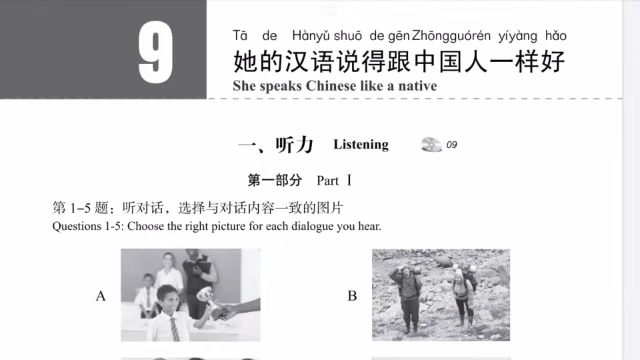 9
Tā de Hànyǔ shuō de gēn Zhōngguórén yíyàng hǎo
她的汉语说得跟中国人一样好
She speaks Chinese like a native
一、听力 Listening 09
第一部分 Part Ⅰ
第 1-5 题：听对话，选择与对话内容一致的图片
Questions 1-5: Choose the right picture for each dialogue you hear.
A
B